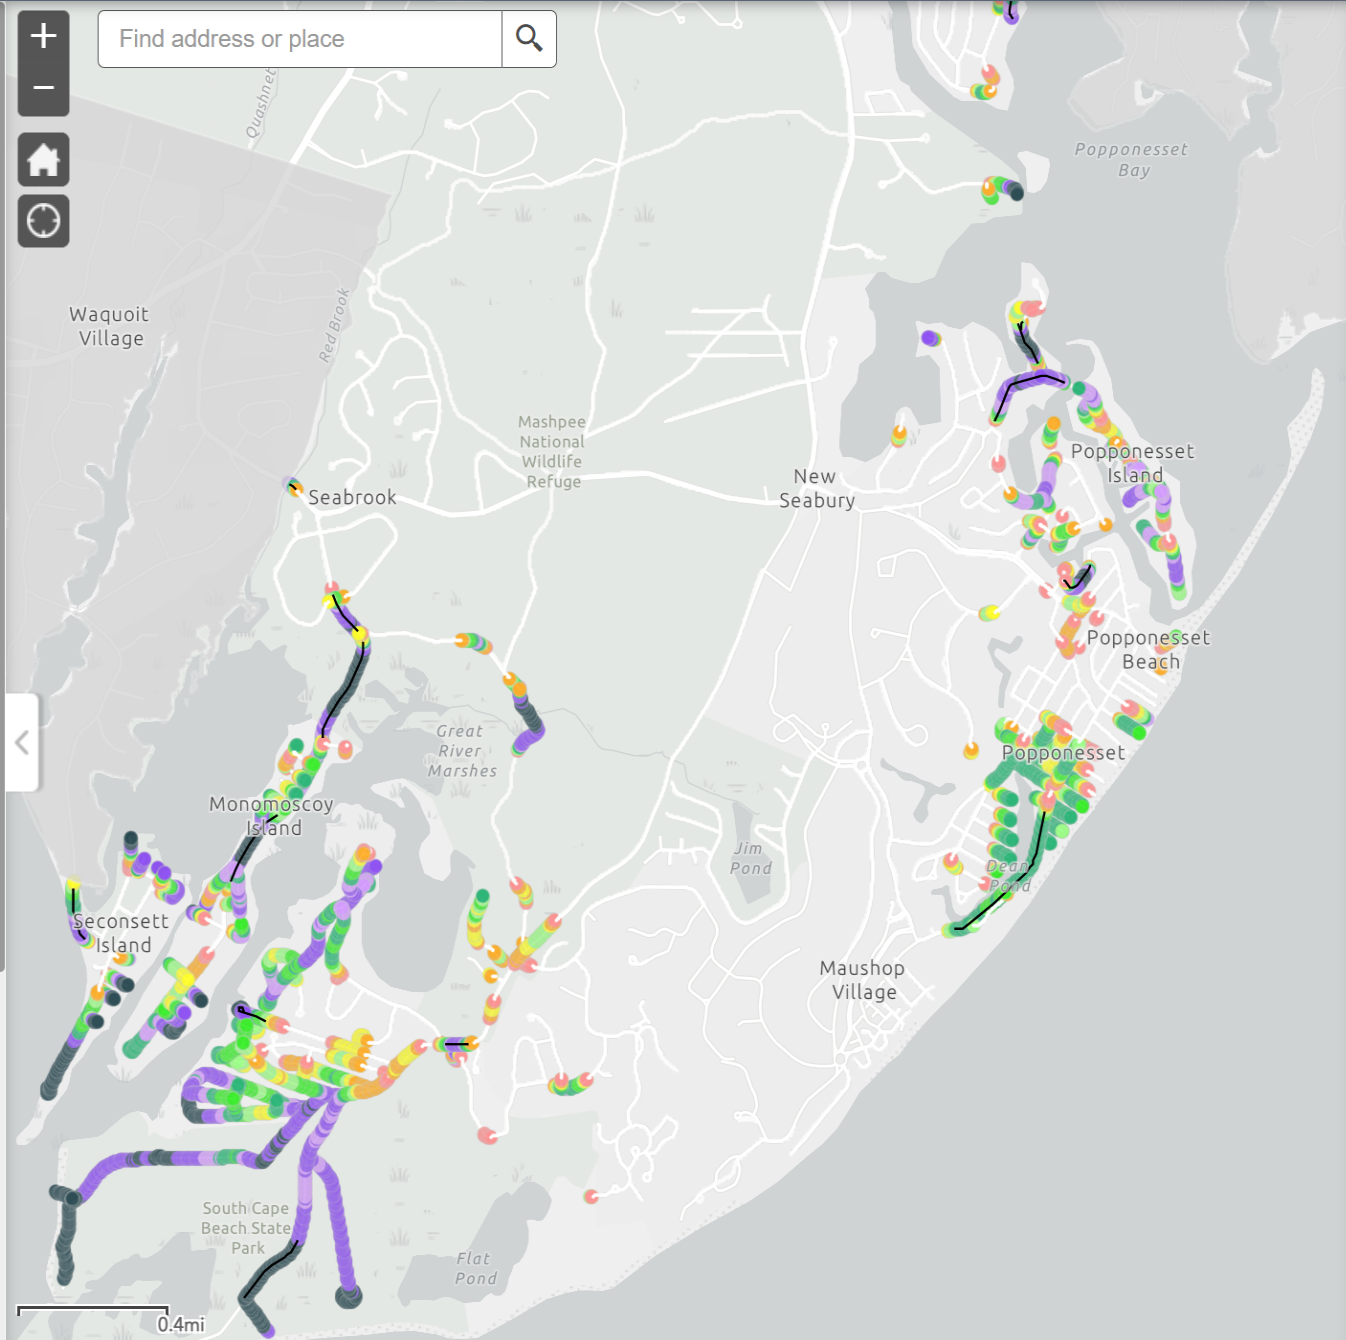 +
Find address or place
−
Quashnet
Popponesset
Bay
Red Brook
Waquoit
Village
Mashpee
National
Wildlife
Refuge
Popponesset
Island
New
Seabury
Seabrook
Popponesset
Beach
Great
River
Marshes
Popponesset
Monomoscoy
Island
Jim
Pond
Dean
Pond
Seconsett
Island
Maushop
Village
South Cape
Beach State
Park
Flat
Pond
0.4mi